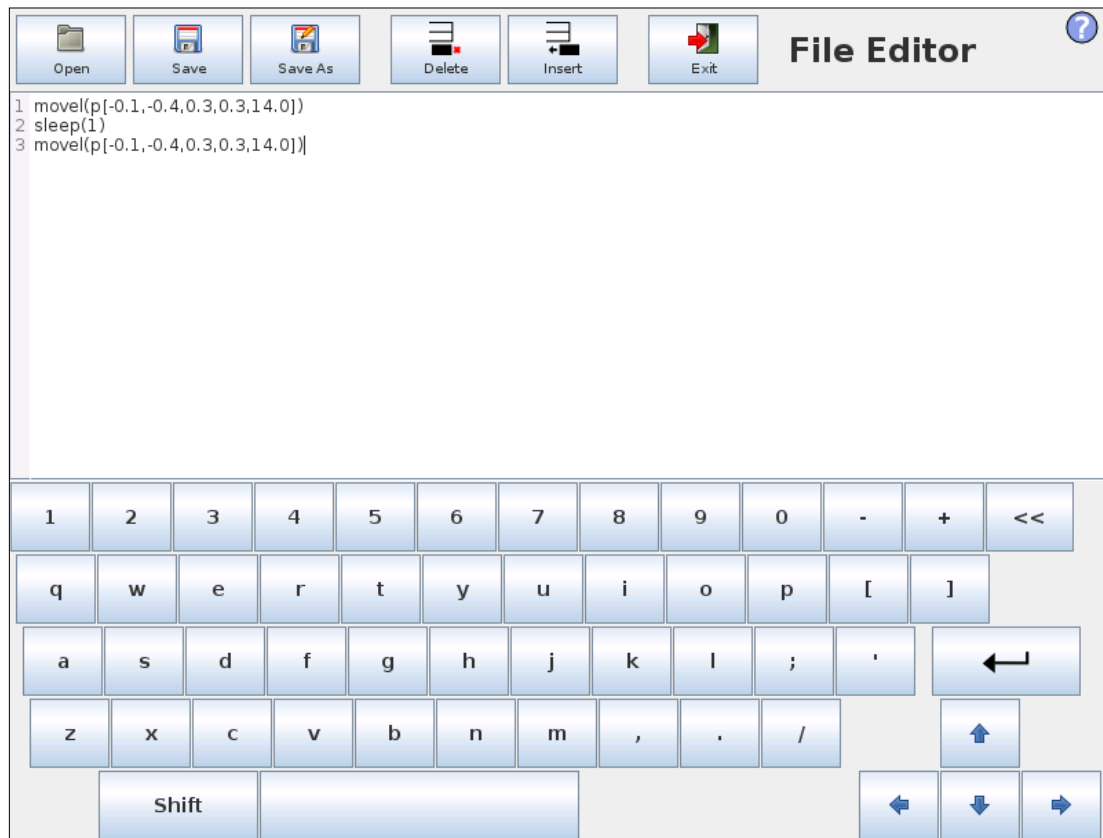 Open Save Save As Delete Insert Exit File Editor ?
1 movel(p[-0.1,-0.4,0.3,0.3,14.0])
2 sleep(1)
3 movel(p[-0.1,-0.4,0.3,0.3,14.0])
1 2 3 4 5 6 7 8 9 0 - + <<
q w e r t y u i o p [ ]
a s d f g h j k l ; '
z x c v b n m , . /
Shift